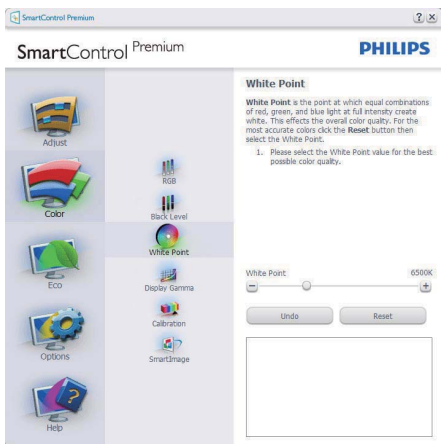 SmartControl Premium
SmartControl Premium
PHILIPS
Adjust
Color
Eco
Options
Help
RGB
Black Level
White Point
Display Gamma
Calibration
SmartImage
White Point
White Point is the point at which equal combinations
of red, green, and blue light at full intensity create
white. This effects the overall color quality. For the
most accurate colors click the Reset button then
select the White Point.
1. Please select the White Point value for the best
possible color quality.
White Point 6500K
Undo Reset